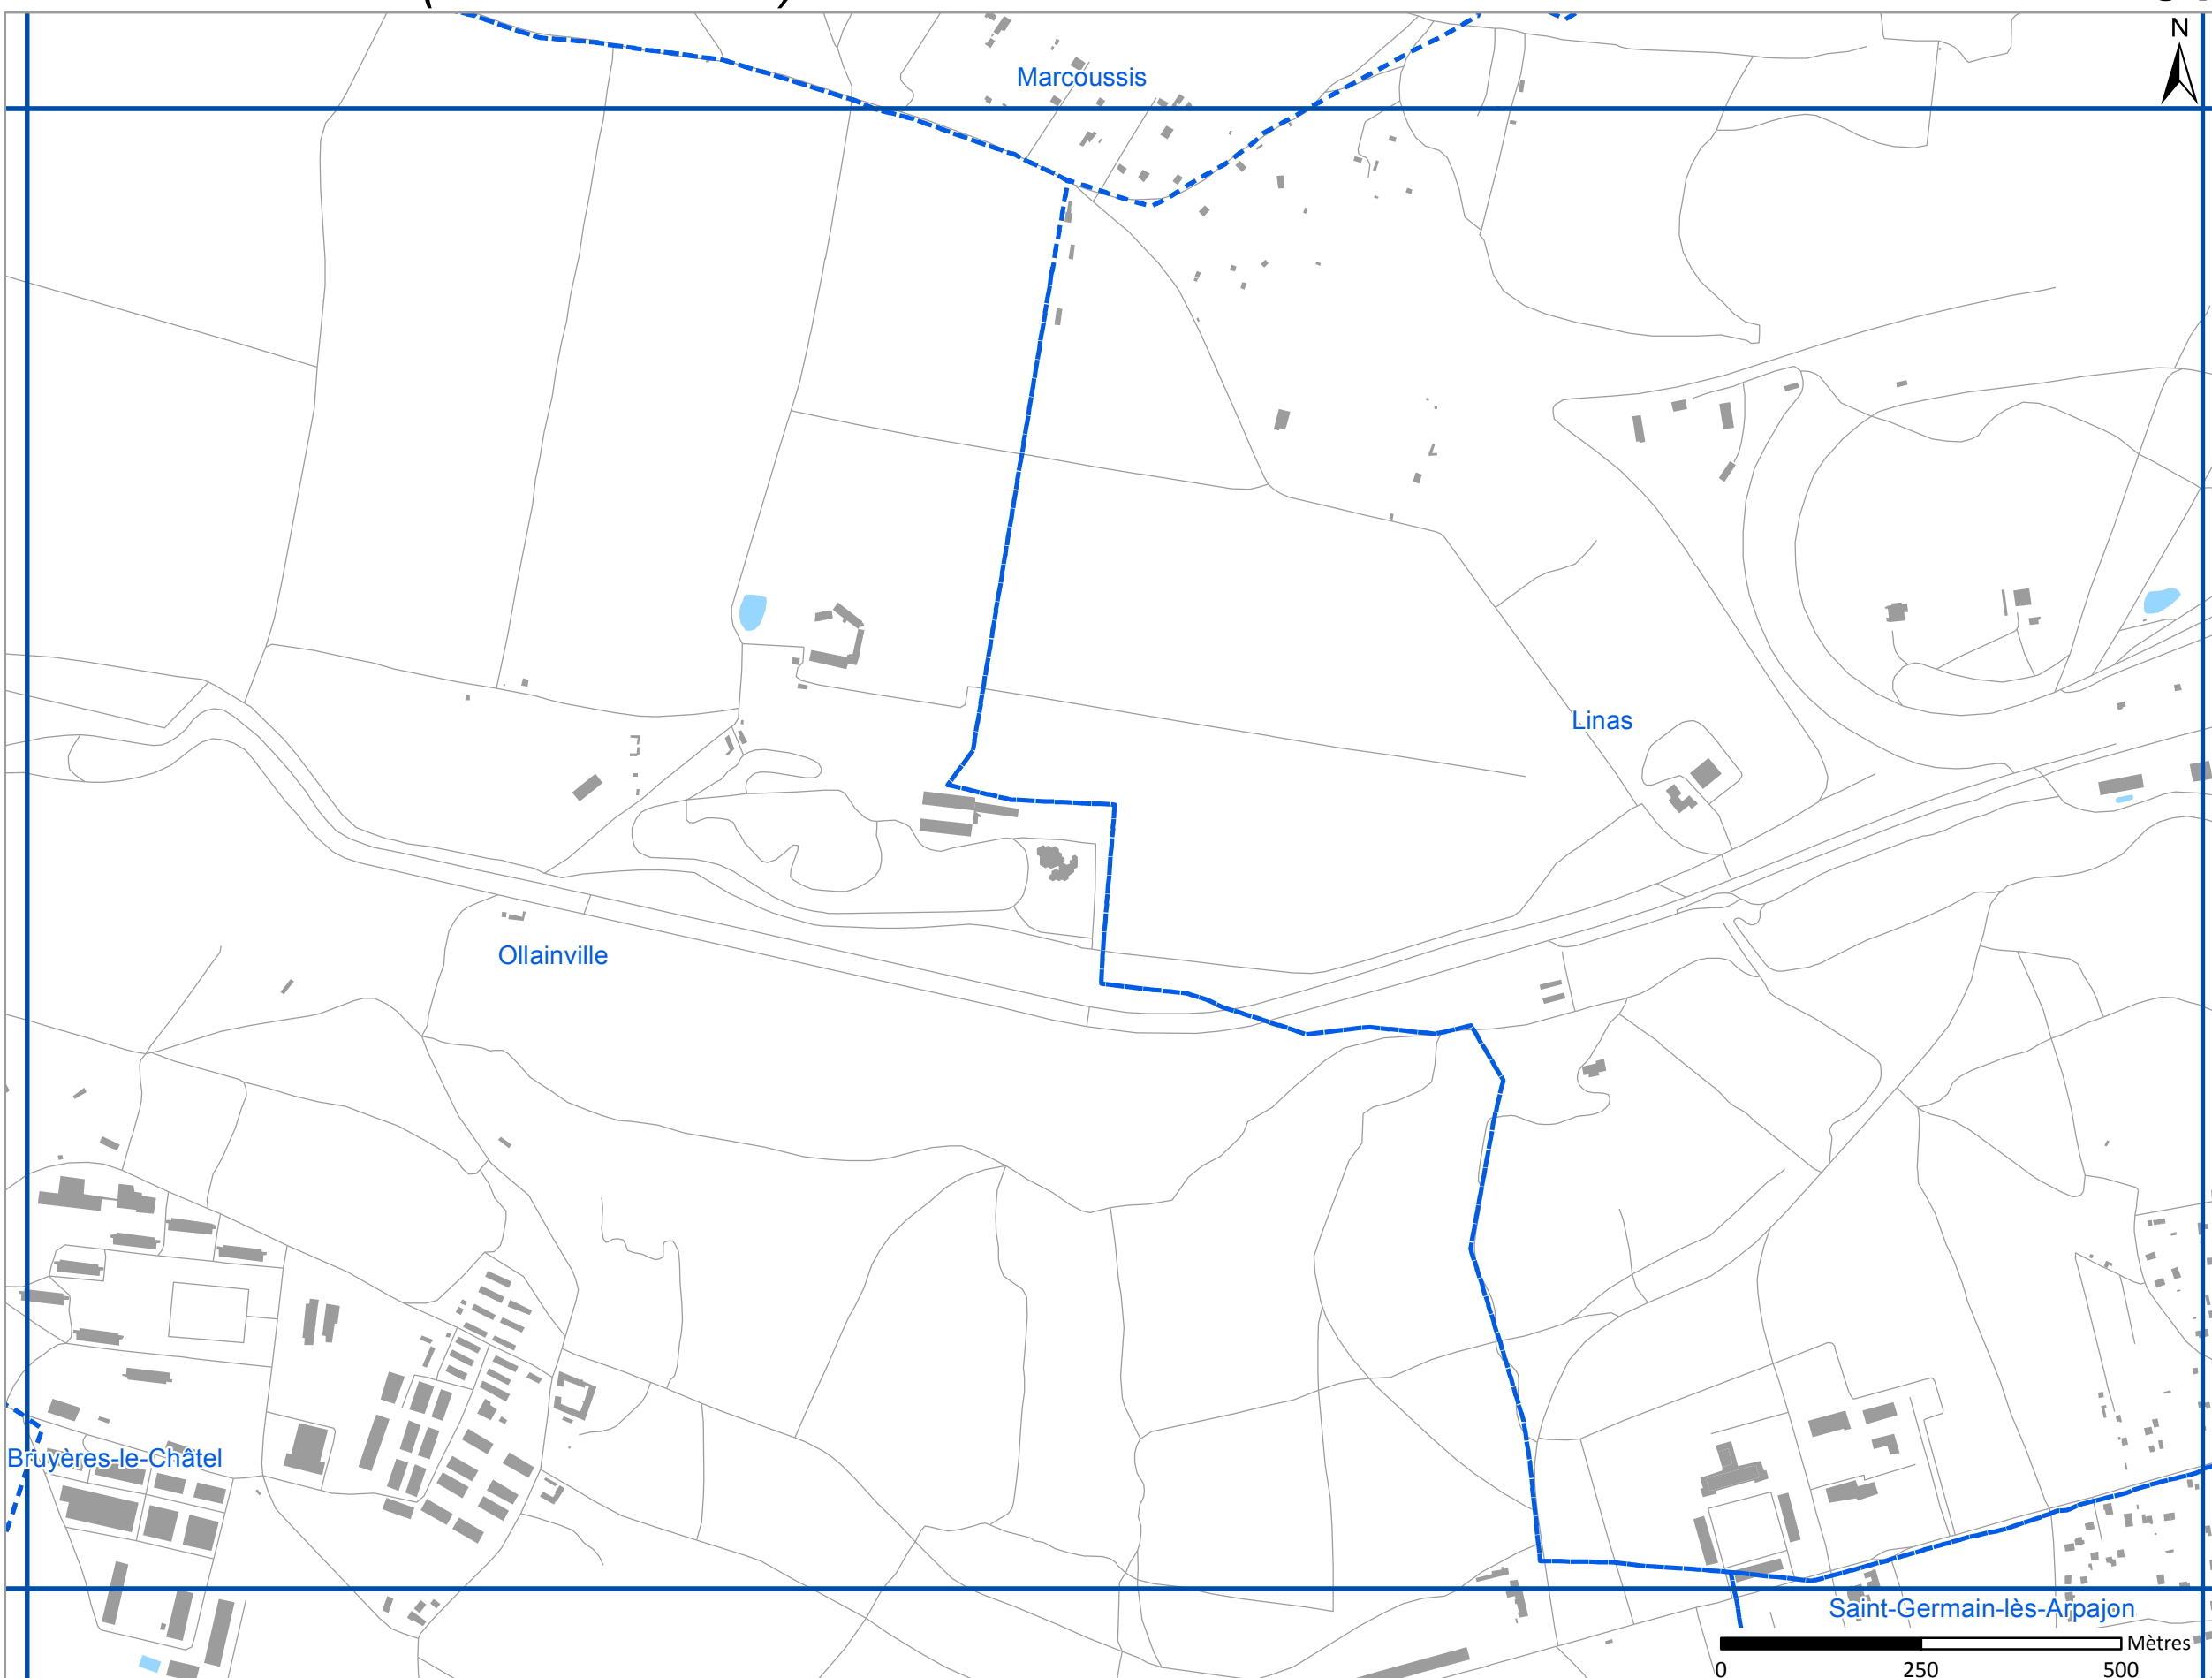 N
Marcoussis
Linas
Ollainville
Bruyères-le-Châtel
Saint-Germain-lès-Arpajon
Mètres
0 250 500